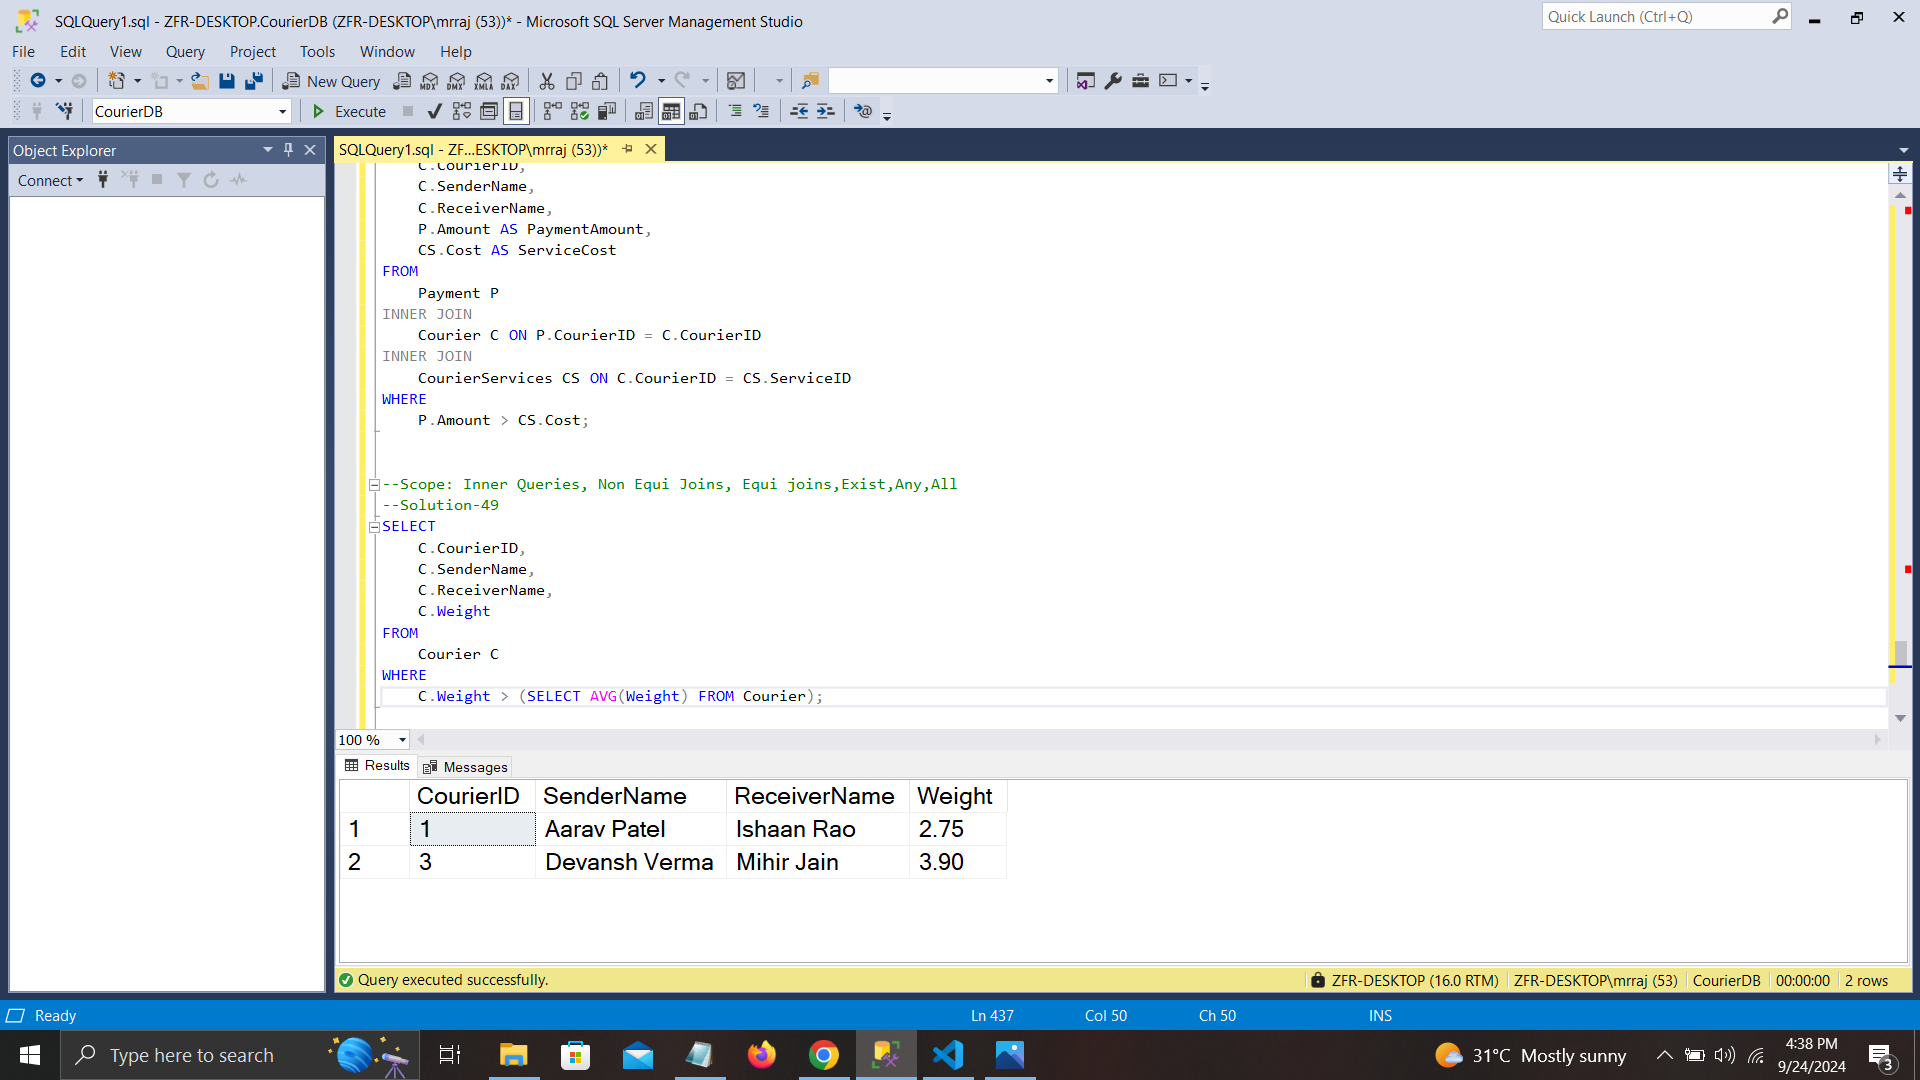 SQLQuery1.sql - ZFR-DESKTOP.CourierDB (ZFR-DESKTOP\mrraj (53))* - Microsoft SQL Server Management Studio
Quick Launch (Ctrl+Q)
File Edit View Query Project Tools Window Help
New Query MDX DMX XMLA DAX
CourierDB Execute
Object Explorer
Connect
SQLQuery1.sql - ZF...ESKTOP\mrraj (53))*
C.CourierID,
C.SenderName,
C.ReceiverName,
P.Amount AS PaymentAmount,
CS.Cost AS ServiceCost
FROM
Payment P
INNER JOIN
Courier C ON P.CourierID = C.CourierID
INNER JOIN
CourierServices CS ON C.CourierID = CS.ServiceID
WHERE
P.Amount > CS.Cost;
--Scope: Inner Queries, Non Equi Joins, Equi joins,Exist,Any,All
--Solution-49
SELECT
C.CourierID,
C.SenderName,
C.ReceiverName,
C.Weight
FROM
Courier C
WHERE
C.Weight > (SELECT AVG(Weight) FROM Courier);
100 %
Results Messages
CourierID SenderName ReceiverName Weight
1 1 Aarav Patel Ishaan Rao 2.75
2 3 Devansh Verma Mihir Jain 3.90
Query executed successfully. ZFR-DESKTOP (16.0 RTM) ZFR-DESKTOP\mrraj (53) CourierDB 00:00:00 2 rows
Ready Ln 437 Col 50 Ch 50 INS
Type here to search
31°C Mostly sunny
4:38 PM
9/24/2024
3